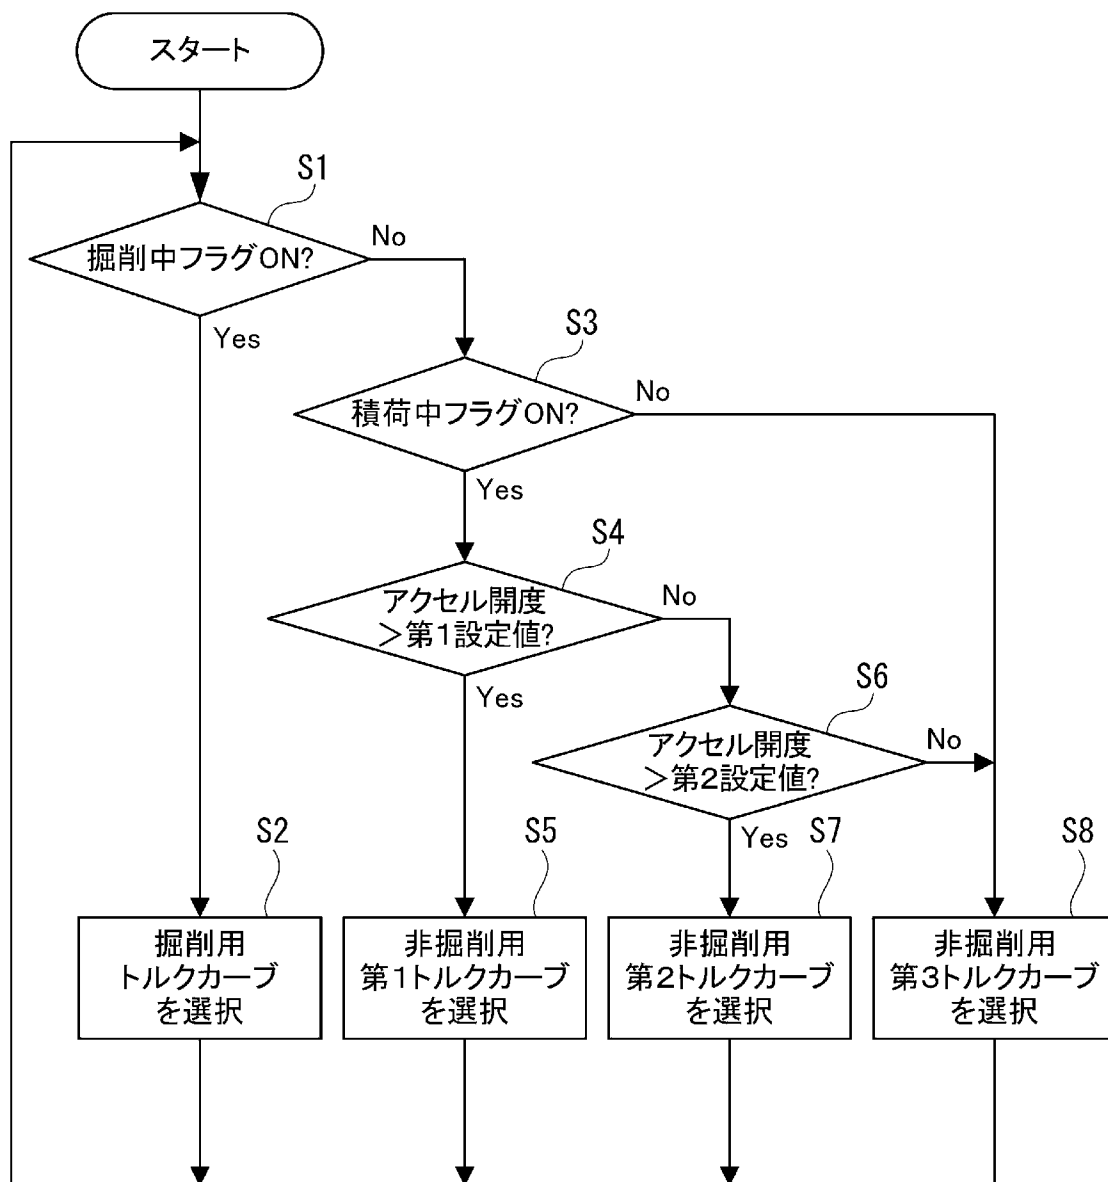 スタート
S1
掘削中フラグON?
No
Yes
S3
積荷中フラグON?
No
Yes
S4
アクセル開度
>第1設定値?
No
Yes
S6
アクセル開度
>第2設定値?
No
Yes
S2
掘削用
トルクカーブ
を選択
S5
非掘削用
第1トルクカーブ
を選択
S7
非掘削用
第2トルクカーブ
を選択
S8
非掘削用
第3トルクカーブ
を選択